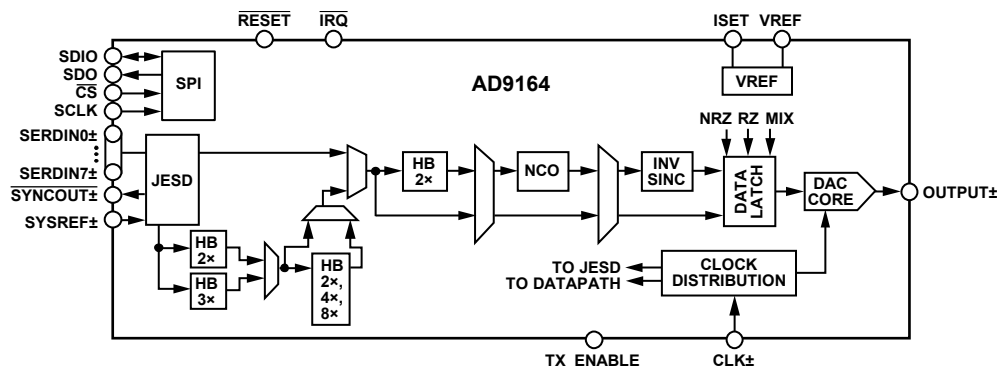 RESET IRQ ISET VREF
SDIO
SDO
CS
SCLK
SPI
AD9164
VREF
SERDIN0±
SERDIN7±
SYNCOUT±
SYSREF±
JESD
HB
2×
NCO
INV
SINC
NRZ RZ MIX
DATA
LATCH
DAC
CORE
OUTPUT±
HB
2×
HB
3×
HB
2×,
4×,
8×
TO JESD
TO DATAPATH
CLOCK
DISTRIBUTION
TX ENABLE CLK±